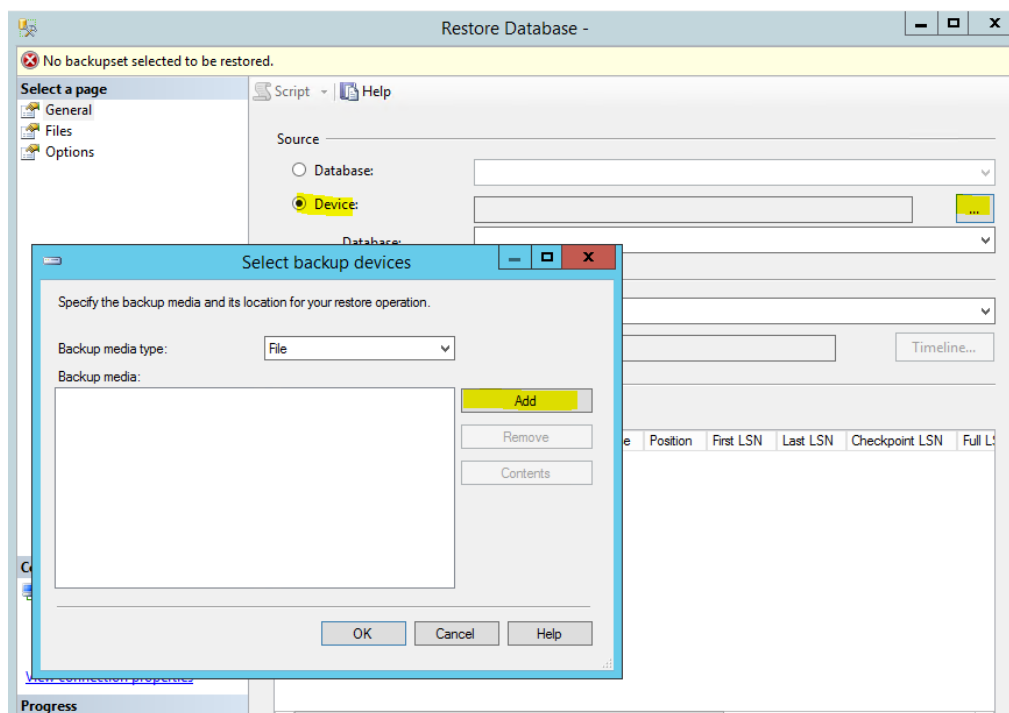 Restore Database -
No backupset selected to be restored.
Select a page
General
Files
Options
Script
Help
Source
Database:
Device:
...
Database:
Select backup devices
Specify the backup media and its location for your restore operation.
Backup media type:
File
Backup media:
Add
Remove
Contents
OK
Cancel
Help
Timeline...
Position First LSN Last LSN Checkpoint LSN Full
View connection properties
Progress